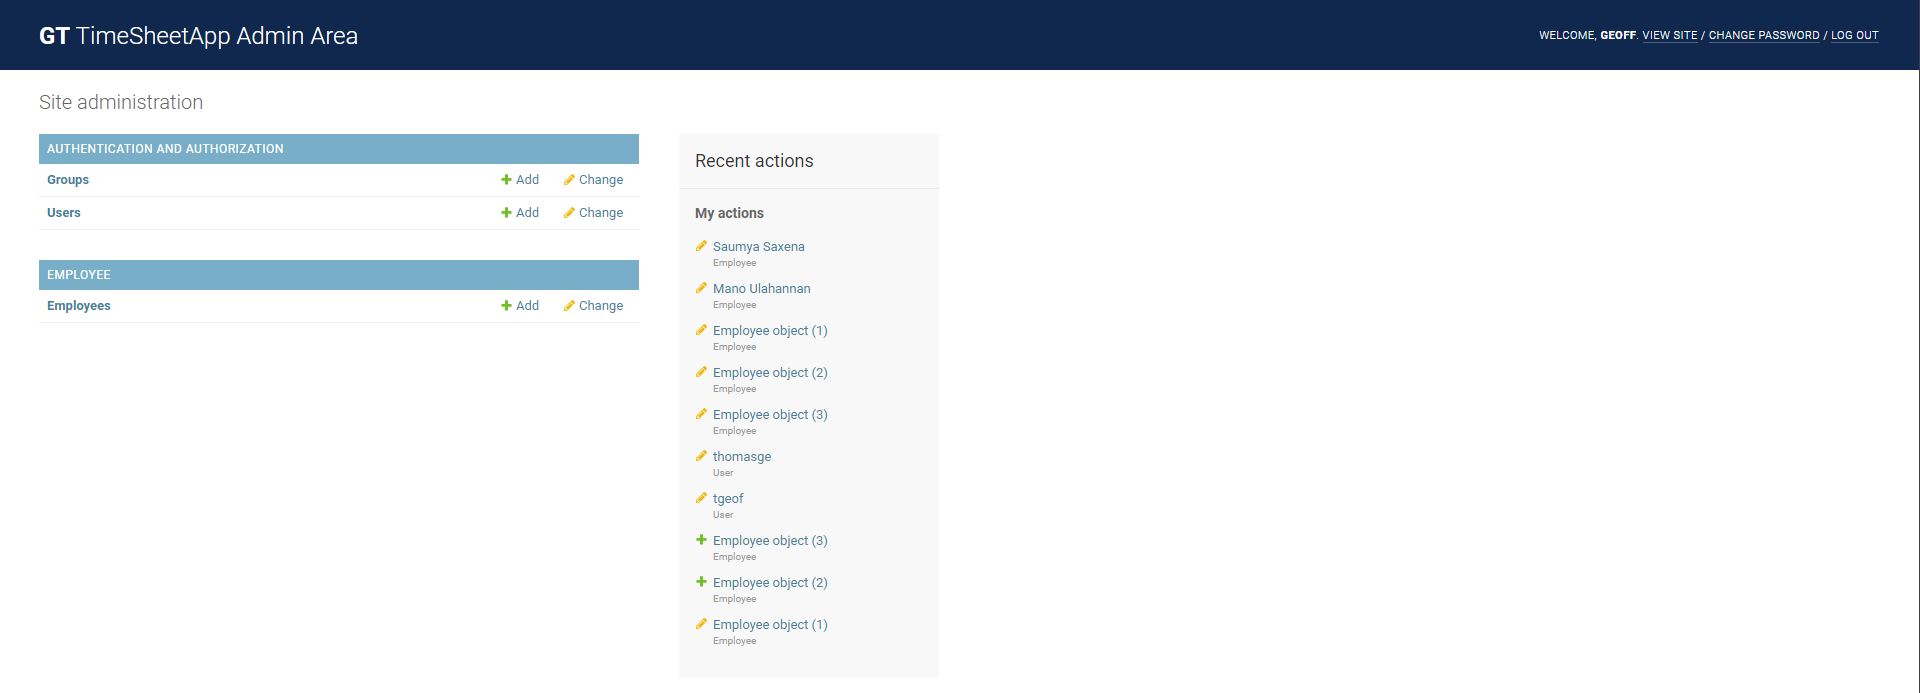 GT TimeSheetApp Admin Area
WELCOME, GEOFF. VIEW SITE / CHANGE PASSWORD / LOG OUT
Site administration
AUTHENTICATION AND AUTHORIZATION
Groups Add Change
Users Add Change
EMPLOYEE
Employees Add Change
Recent actions
My actions
Saumya Saxena
Employee
Mano Ulahannan
Employee
Employee object (1)
Employee
Employee object (2)
Employee
Employee object (3)
Employee
thomasge
User
tgeof
User
Employee object (3)
Employee
Employee object (2)
Employee
Employee object (1)
Employee